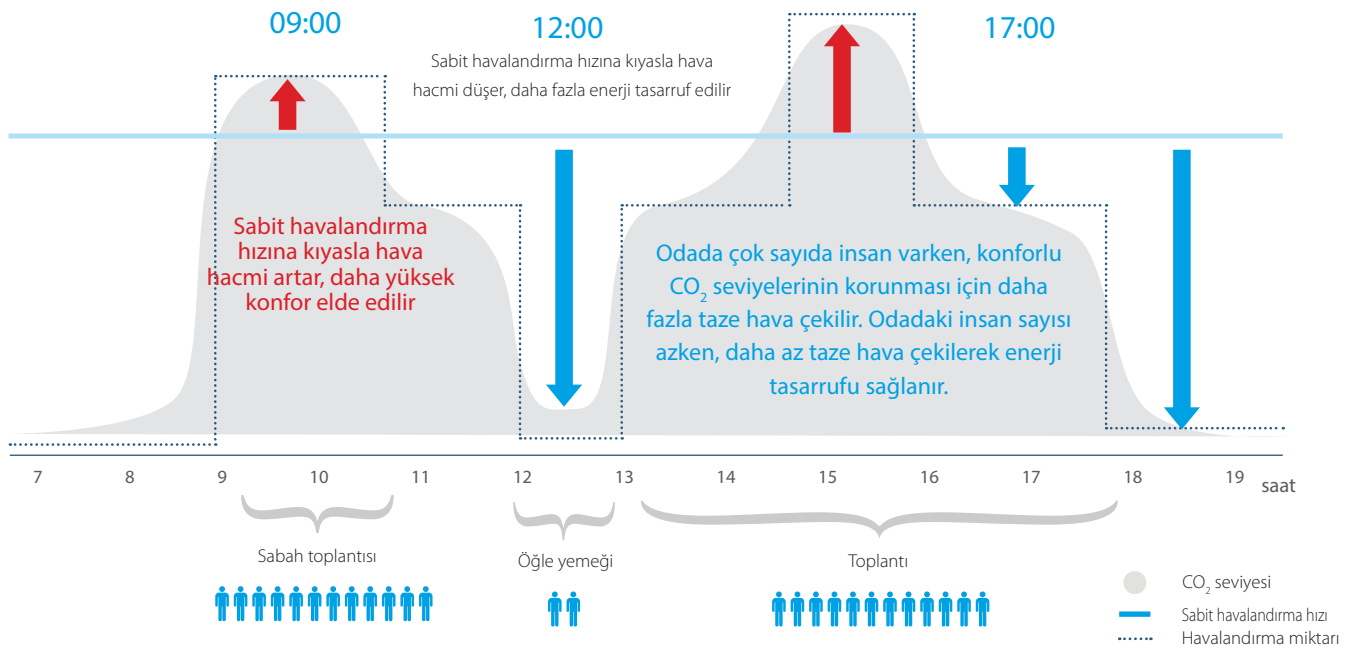 09:00
12:00
17:00
Sabit havalandırma hızına kıyasla hava
hacmi düşer, daha fazla enerji tasarruf edilir
Sabit havalandırma
hızına kıyasla hava
hacmi artar, daha yüksek
konfor elde edilir
Odada çok sayıda insan varken, konforlu
CO₂ seviyelerinin korunması için daha
fazla taze hava çekilir. Odadaki insan sayısı
azken, daha az taze hava çekilerek enerji
tasarrufu sağlanır.
7 8 9 10 11 12 13 14 15 16 17 18 19 saat
Sabah toplantısı
Öğle yemeği
Toplantı
CO₂ seviyesi
Sabit havalandırma hızı
Havalandırma miktarı